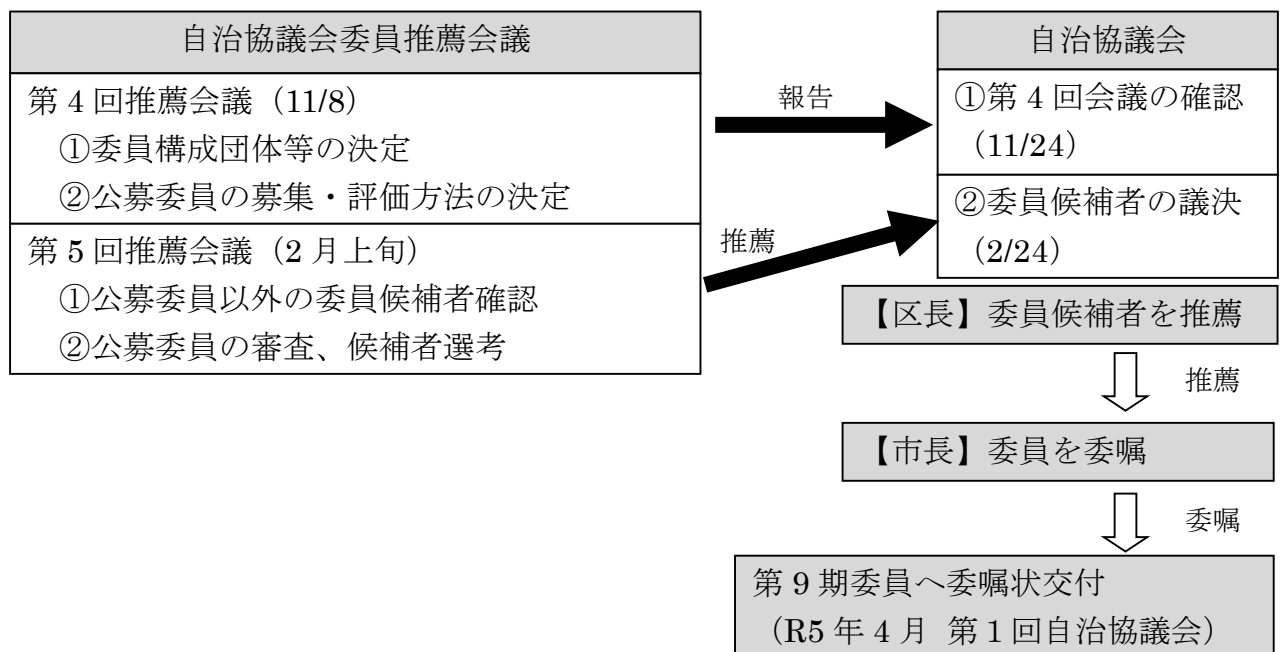 自治協議会委員推薦会議
第4回推薦会議（11/8）
①委員構成団体等の決定
②公募委員の募集・評価方法の決定
第5回推薦会議（2月上旬）
①公募委員以外の委員候補者確認
②公募委員の審査、候補者選考
報告
推薦
自治協議会
①第4回会議の確認
（11/24）
②委員候補者の議決
（2/24）
【区長】委員候補者を推薦
推薦
【市長】委員を委嘱
委嘱
第9期委員へ委嘱状交付
（R5年4月 第1回自治協議会）